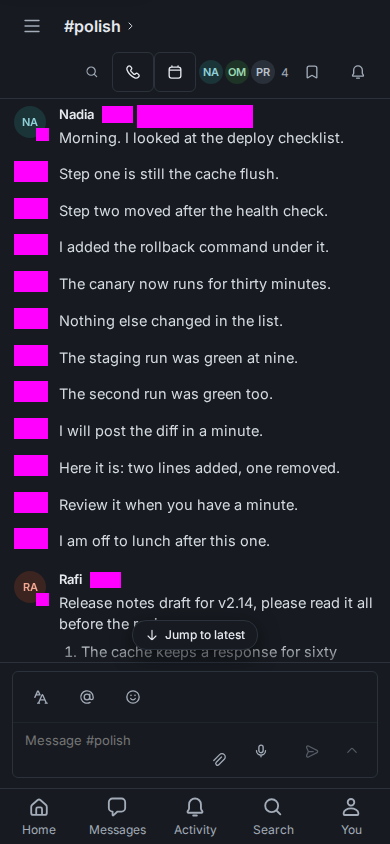 #polish
NA OM PR 4
NA
Nadia
Morning. I looked at the deploy checklist.
Step one is still the cache flush.
Step two moved after the health check.
I added the rollback command under it.
The canary now runs for thirty minutes.
Nothing else changed in the list.
The staging run was green at nine.
The second run was green too.
I will post the diff in a minute.
Here it is: two lines added, one removed.
Review it when you have a minute.
I am off to lunch after this one.
RA
Rafi
Release notes draft for v2.14, please read it all
before the
Jump to latest
1. The cache keeps a response for sixty
Message #polish
Home Messages Activity Search You